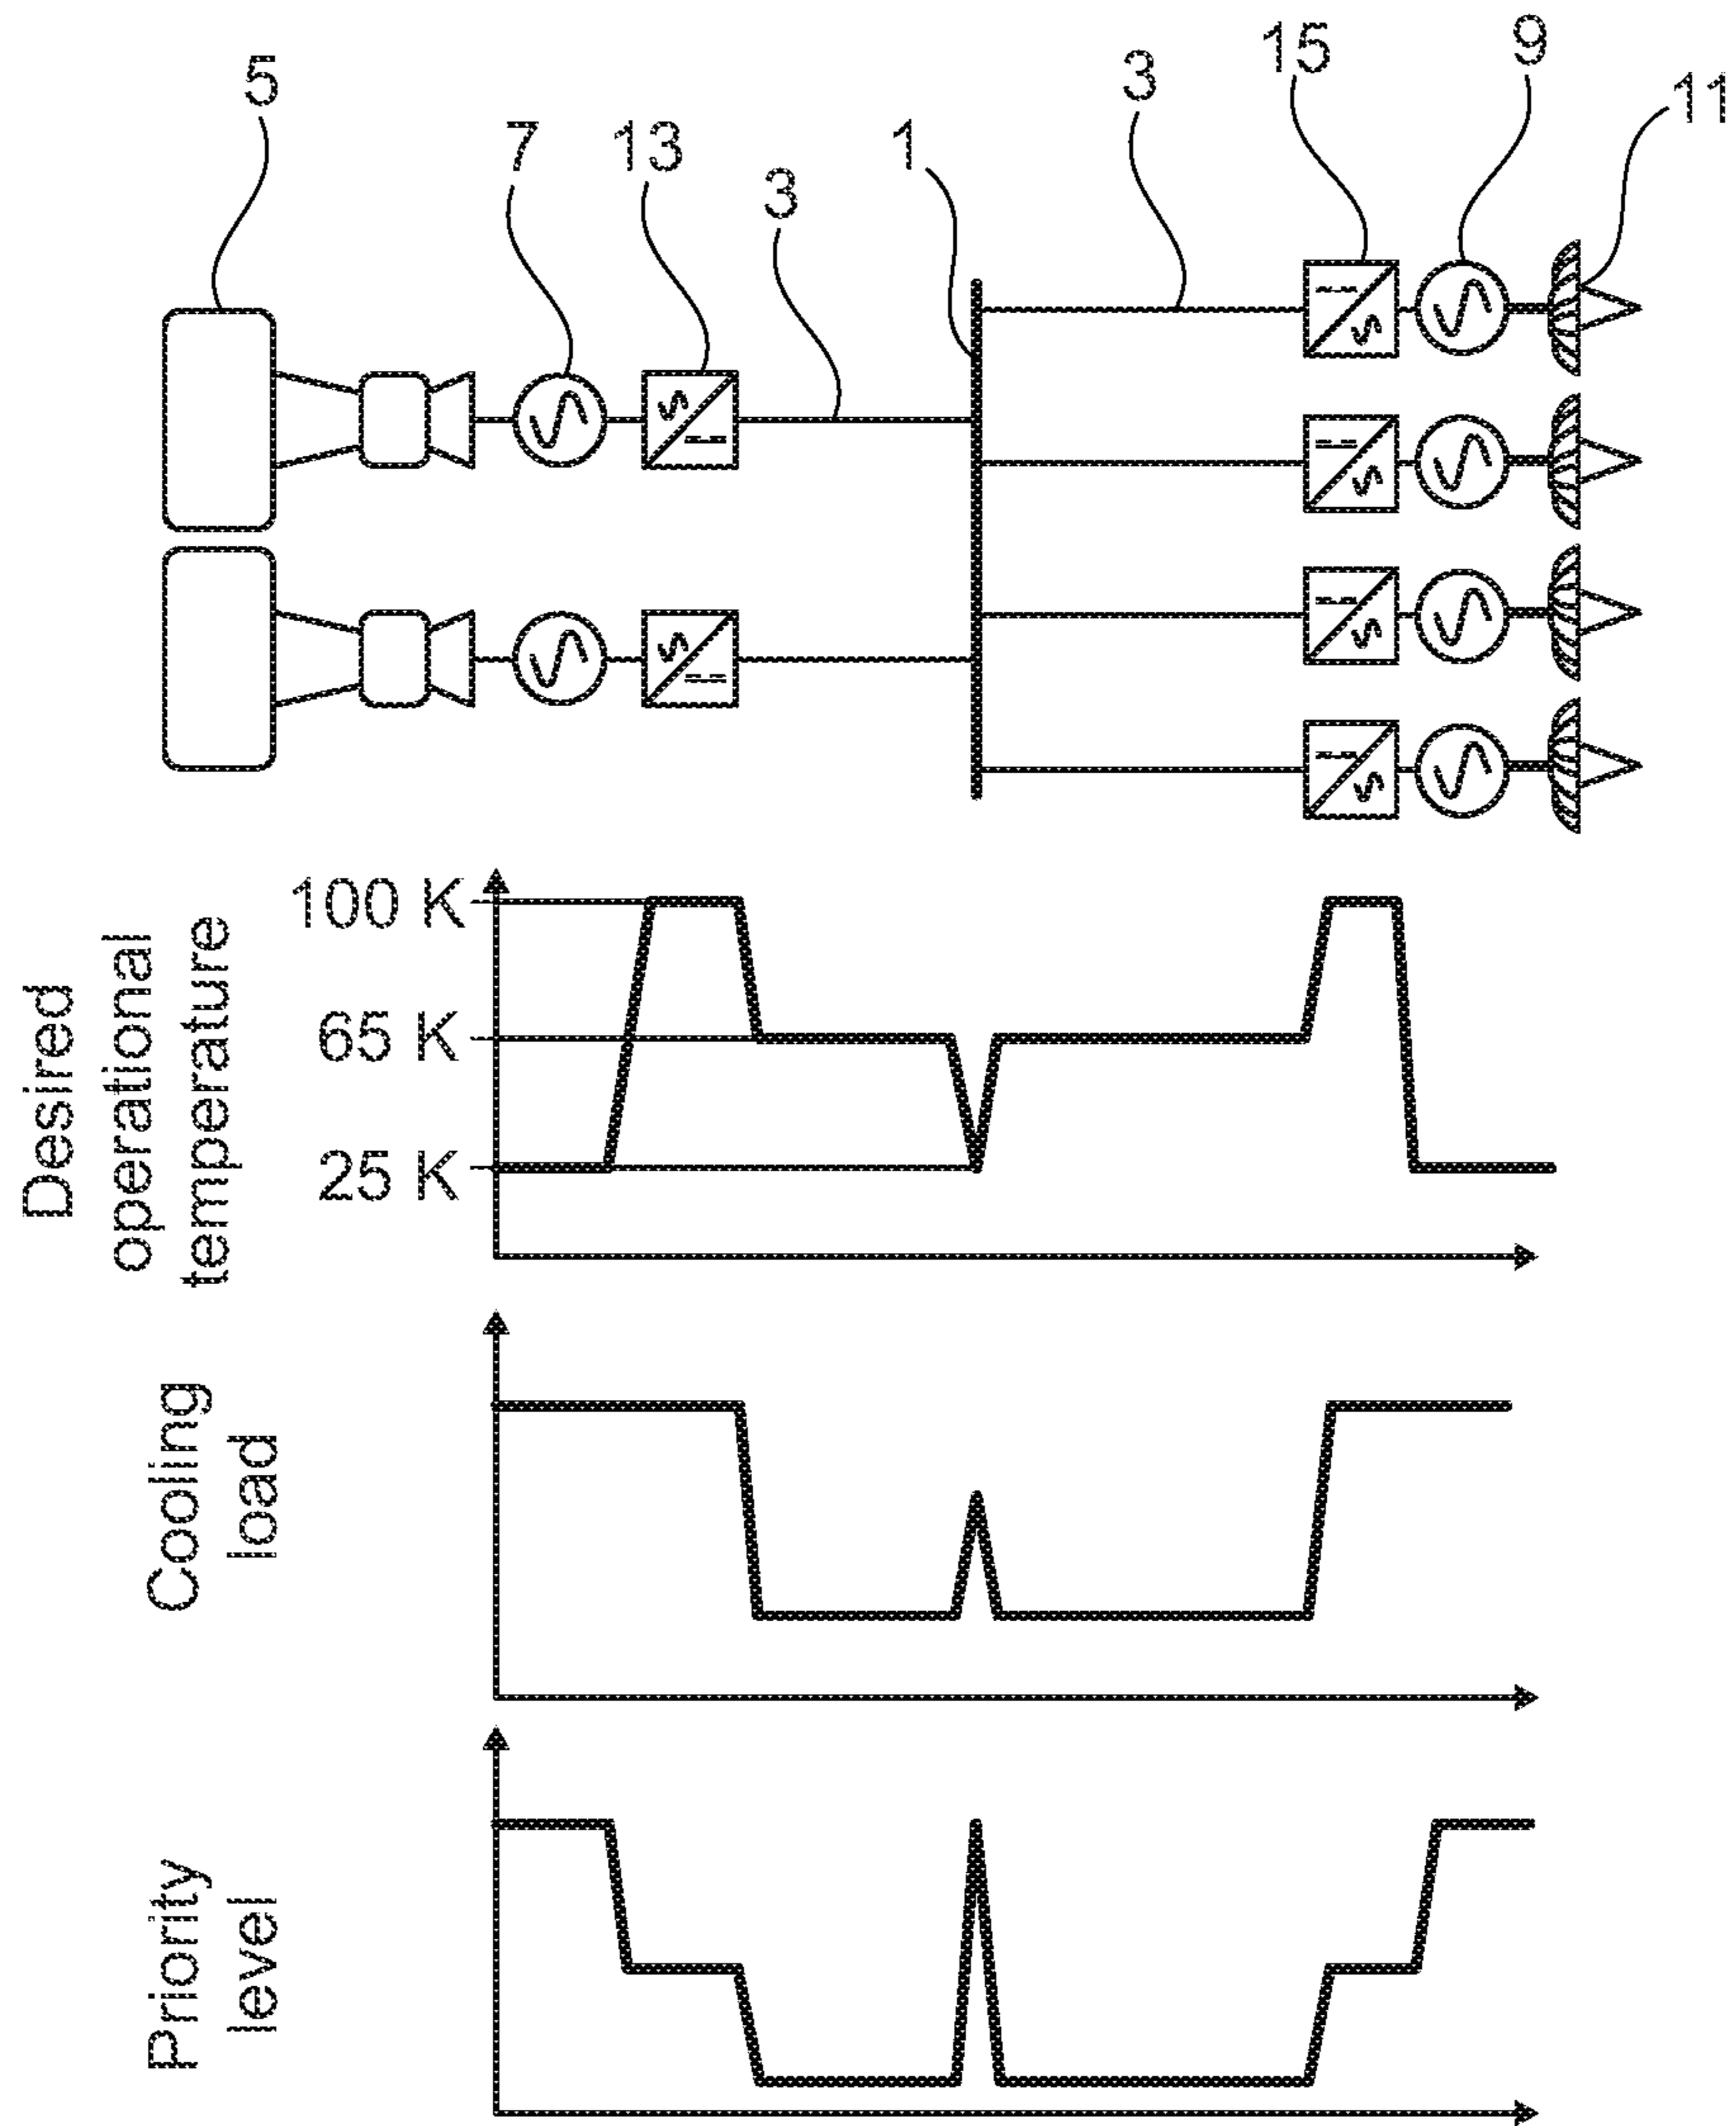 5
7
13
3
1
3
15
9
11
Desired
operational
temperature
100 K
65 K
25 K
Cooling
load
Priority
level